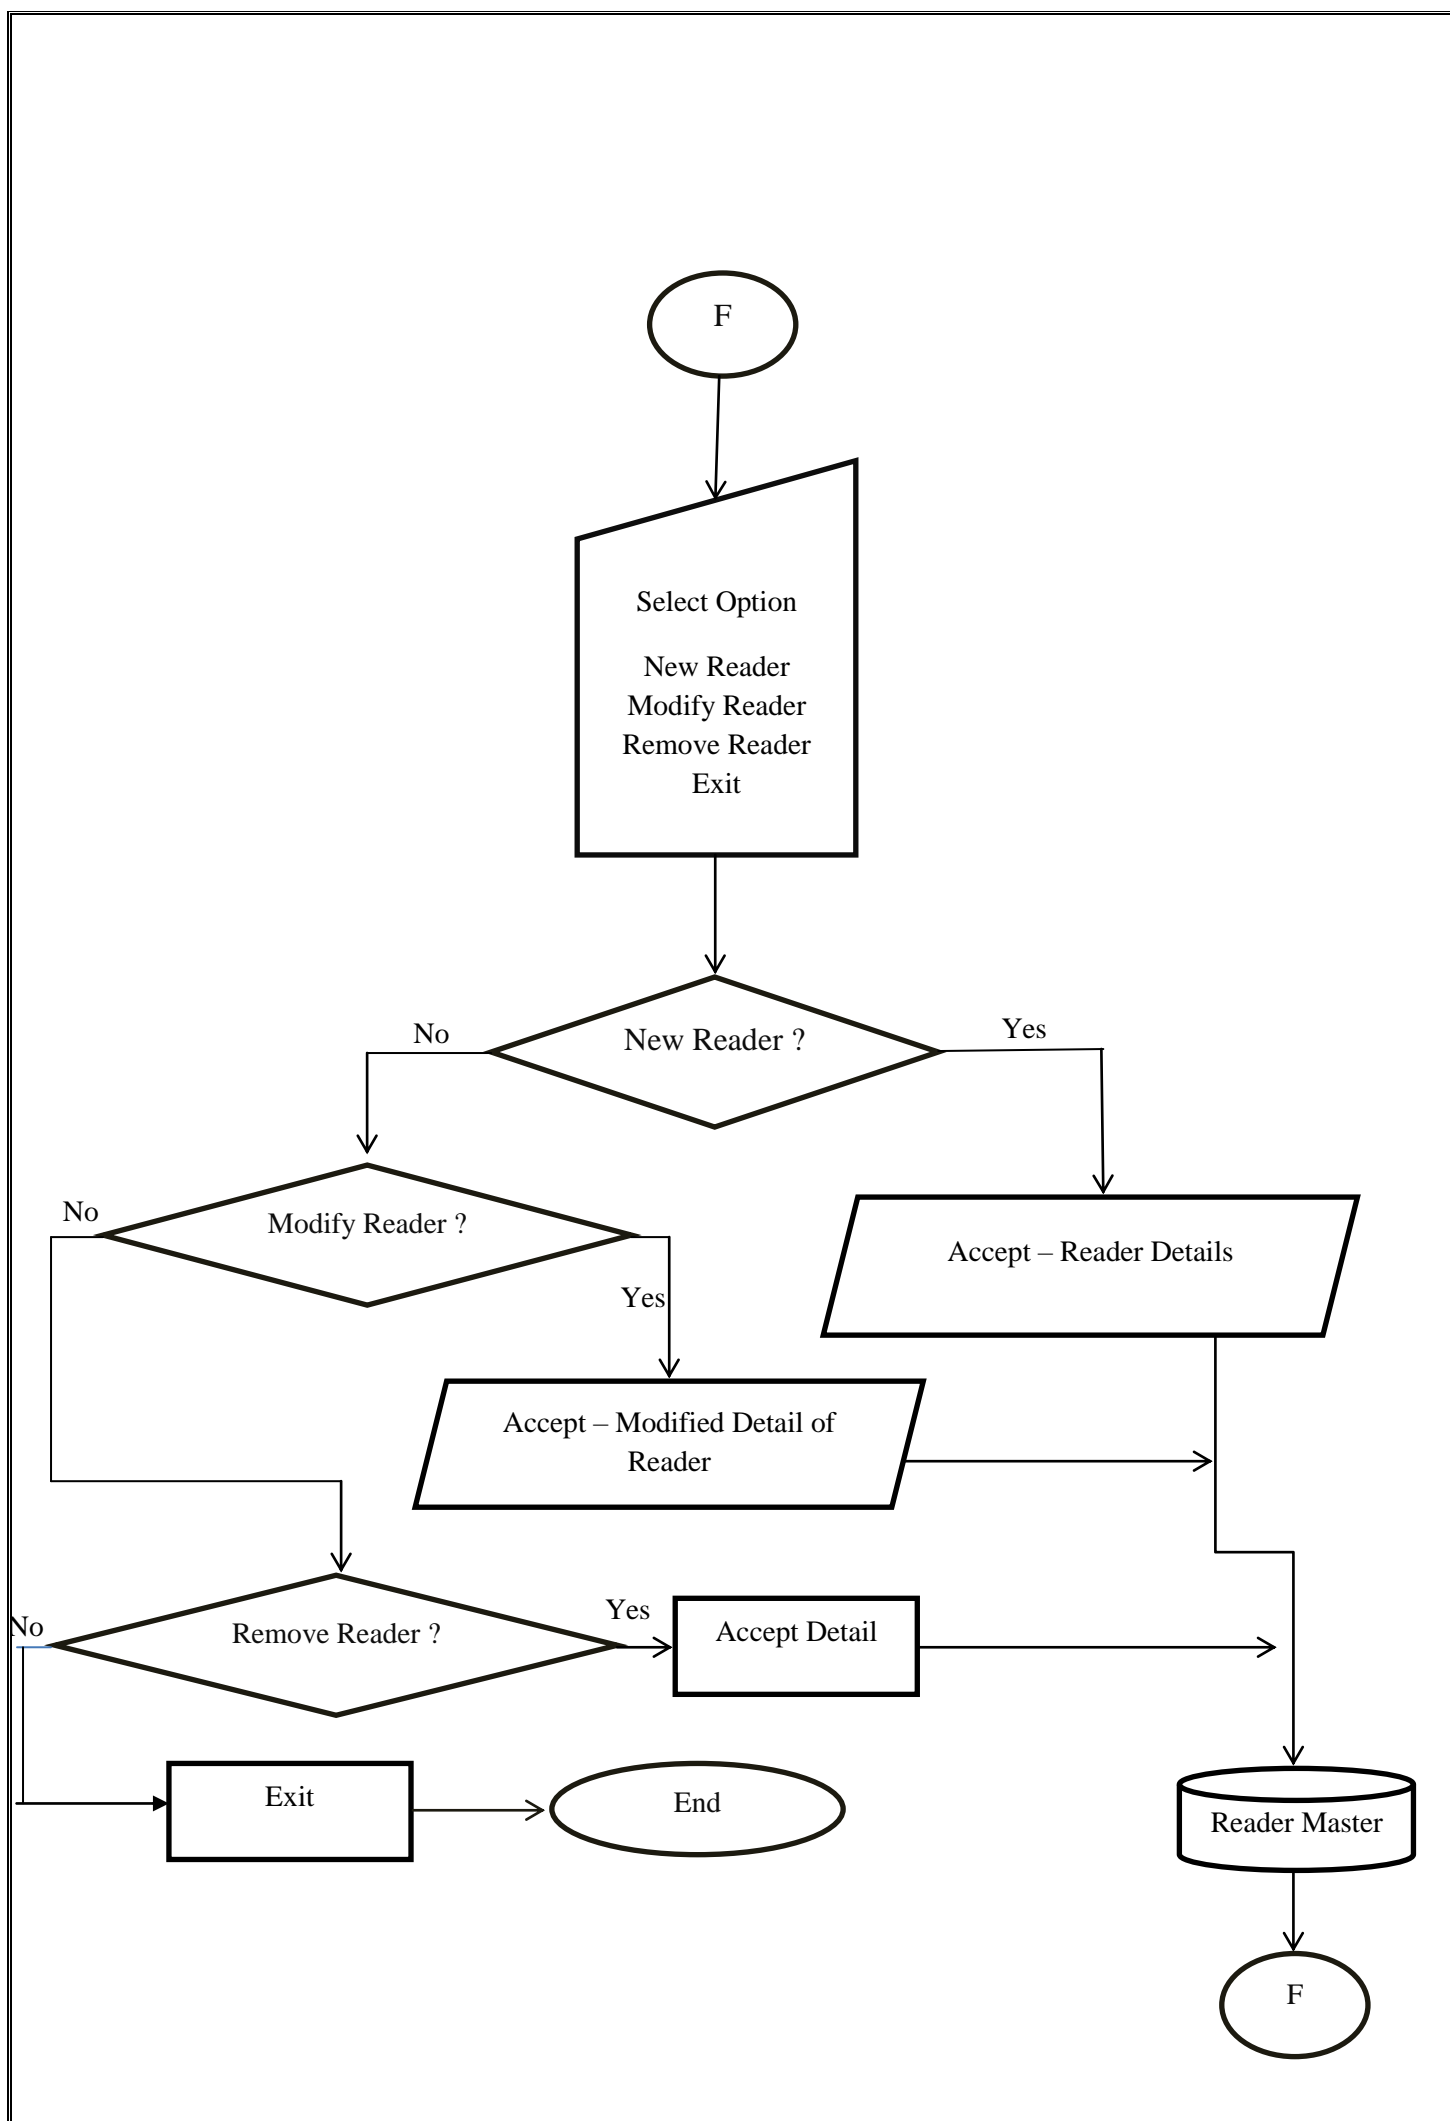 F
Select Option
New Reader
Modify Reader
Remove Reader
Exit
New Reader ?
No
Yes
Modify Reader ?
No
Yes
Accept – Reader Details
Accept – Modified Detail of
Reader
Remove Reader ?
No
Yes
Accept Detail
Exit
End
Reader Master
F